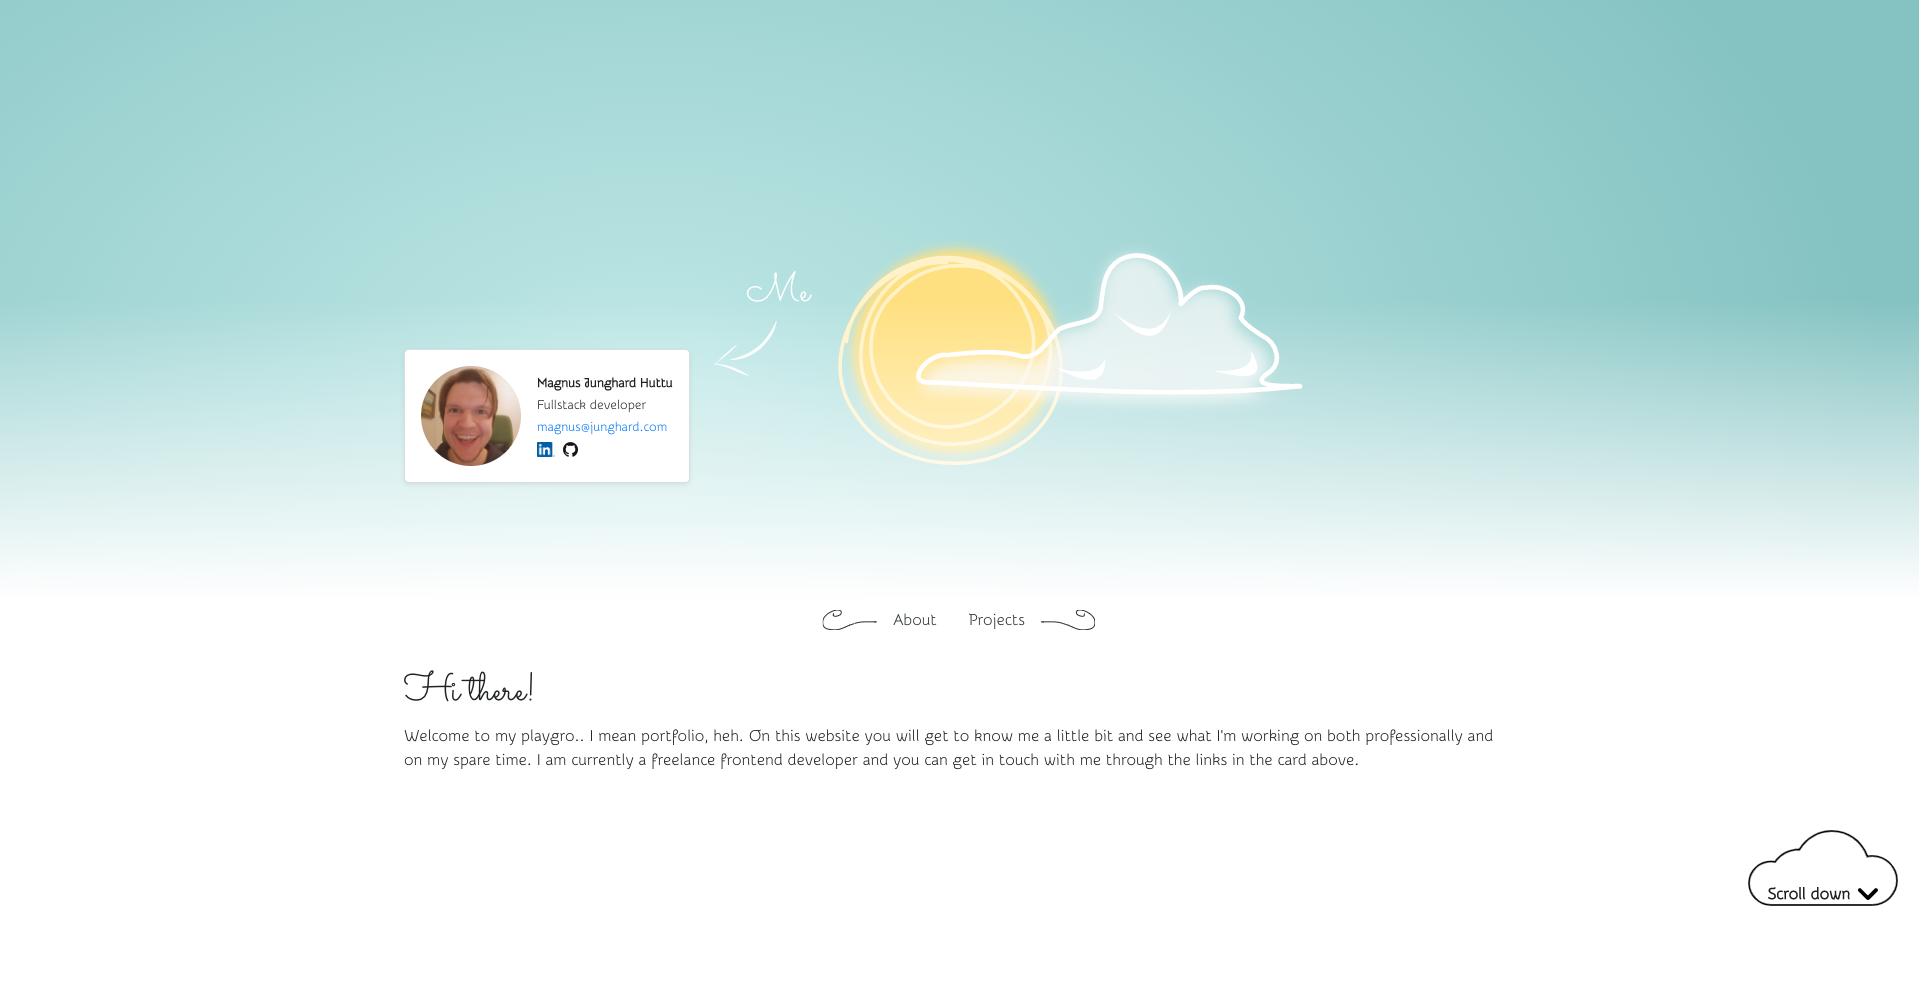 Me
Magnus Junghard Huttu
Fullstack developer
magnus@junghard.com
in
About Projects
Hi there!
Welcome to my playgro.. I mean portfolio, heh. On this website you will get to know me a little bit and see what I'm working on both professionally and
on my spare time. I am currently a freelance frontend developer and you can get in touch with me through the links in the card above.
Scroll down